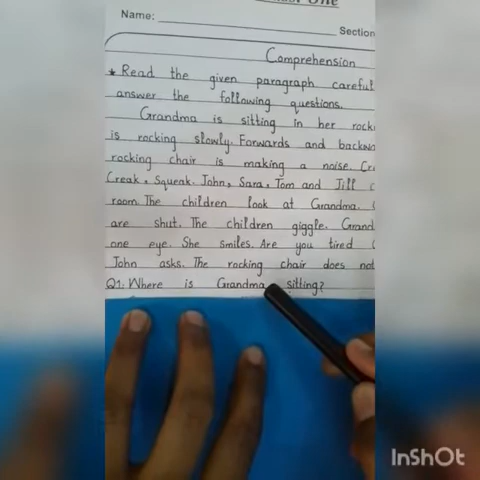 One
Name:
Section
Comprehension
* Read the given paragraph
answer the following questions.
Grandma is sitting in her
is rocking slowly. Forwards and
rocking chair is making a noise.
Creak, Squeak. John, Sara, Tom and Jill
room. The children look at Grandma.
are shut. The children giggle.
one eye. She smiles. Are you tired
John asks. The rocking chair does not
Q1: Where is Grandma sitting?
InShOt